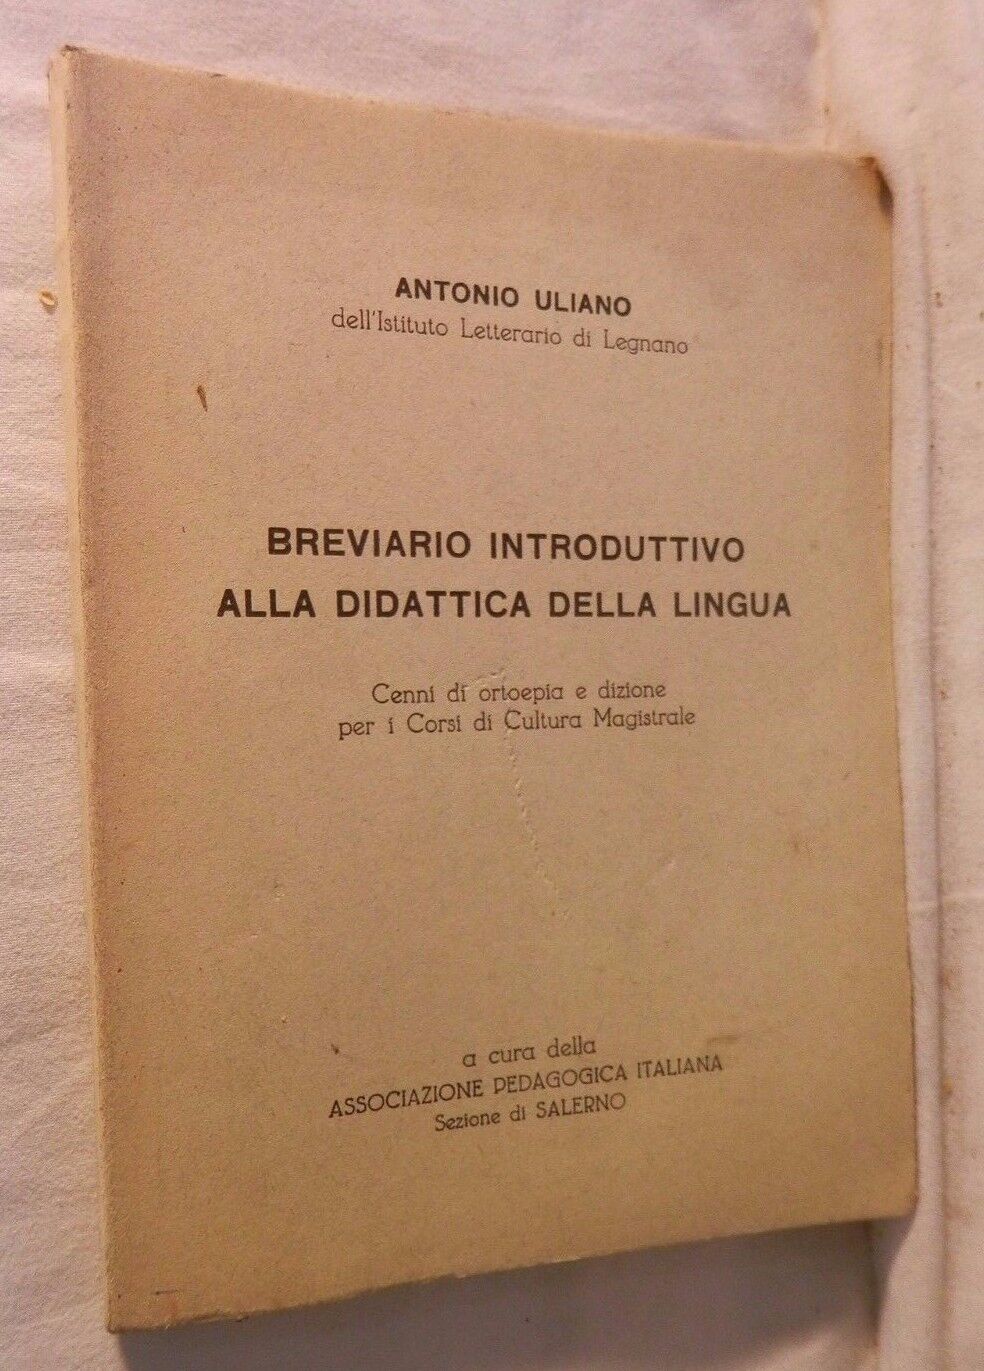 ANTONIO ULIANO
dell'Istituto Letterario di Legnano
BREVIARIO INTRODUTTIVO
ALLA DIDATTICA DELLA LINGUA
Cenni di ortoepia e dizione
per i Corsi di Cultura Magistrale
a cura della
ASSOCIAZIONE PEDAGOGICA ITALIANA
Sezione di SALERNO